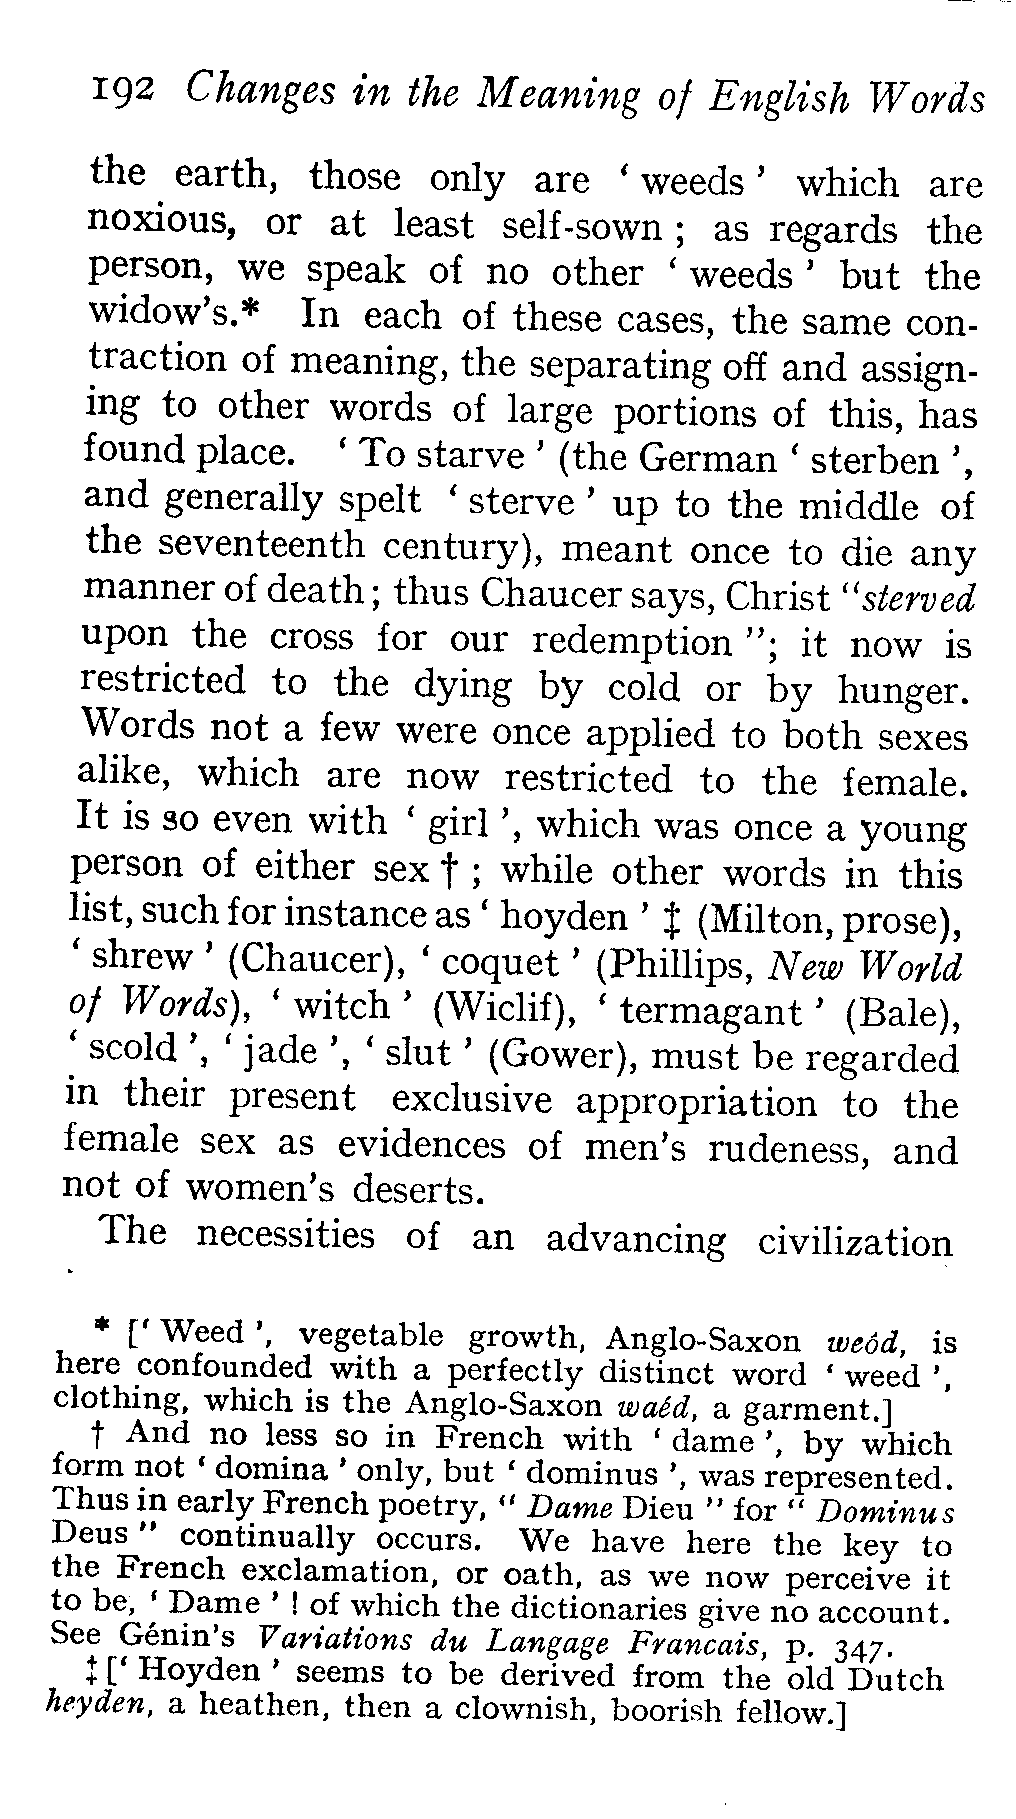 192 Changes in the Meaning of English Words
the earth, those only are ‘ weeds ’ which are
noxious, or at least self-sown ; as regards the
person, we speak of no other ‘ weeds ’ but the
widow's.* In each of these cases, the same con-
traction of meaning, the separating off and assign-
ing to other words of large portions of this, has
found place. ‘ To starve ’ (the German ‘ sterben ’,
and generally spelt ‘ sterve ’ up to the middle of
the seventeenth century), meant once to die any
manner of death ; thus Chaucer says, Christ “sterved
upon the cross for our redemption ”; it now is
restricted to the dying by cold or by hunger.
Words not a few were once applied to both sexes
alike, which are now restricted to the female.
It is so even with ‘ girl ’, which was once a young
person of either sex † ; while other words in this
list, such for instance as ‘ hoyden ’ ‡ (Milton, prose),
‘ shrew ’ (Chaucer), ‘ coquet ’ (Phillips, New World
of Words), ‘ witch ’ (Wiclif), ‘ termagant ’ (Bale),
‘ scold ’, ‘ jade ’, ‘ slut ’ (Gower), must be regarded
in their present exclusive appropriation to the
female sex as evidences of men's rudeness, and
not of women's deserts.
The necessities of an advancing civilization
* [‘ Weed ’, vegetable growth, Anglo-Saxon weôd, is
here confounded with a perfectly distinct word ‘ weed ’,
clothing, which is the Anglo-Saxon waéd, a garment.]
† And no less so in French with ‘ dame ’, by which
form not ‘ domina ’ only, but ‘ dominus ’, was represented.
Thus in early French poetry, “ Dame Dieu ” for “ Dominus
Deus ” continually occurs. We have here the key to
the French exclamation, or oath, as we now perceive it
to be, ‘ Dame ’ ! of which the dictionaries give no account.
See Génin's Variations du Langage Francais, p. 347.
‡ [‘ Hoyden ’ seems to be derived from the old Dutch
heyden, a heathen, then a clownish, boorish fellow.]